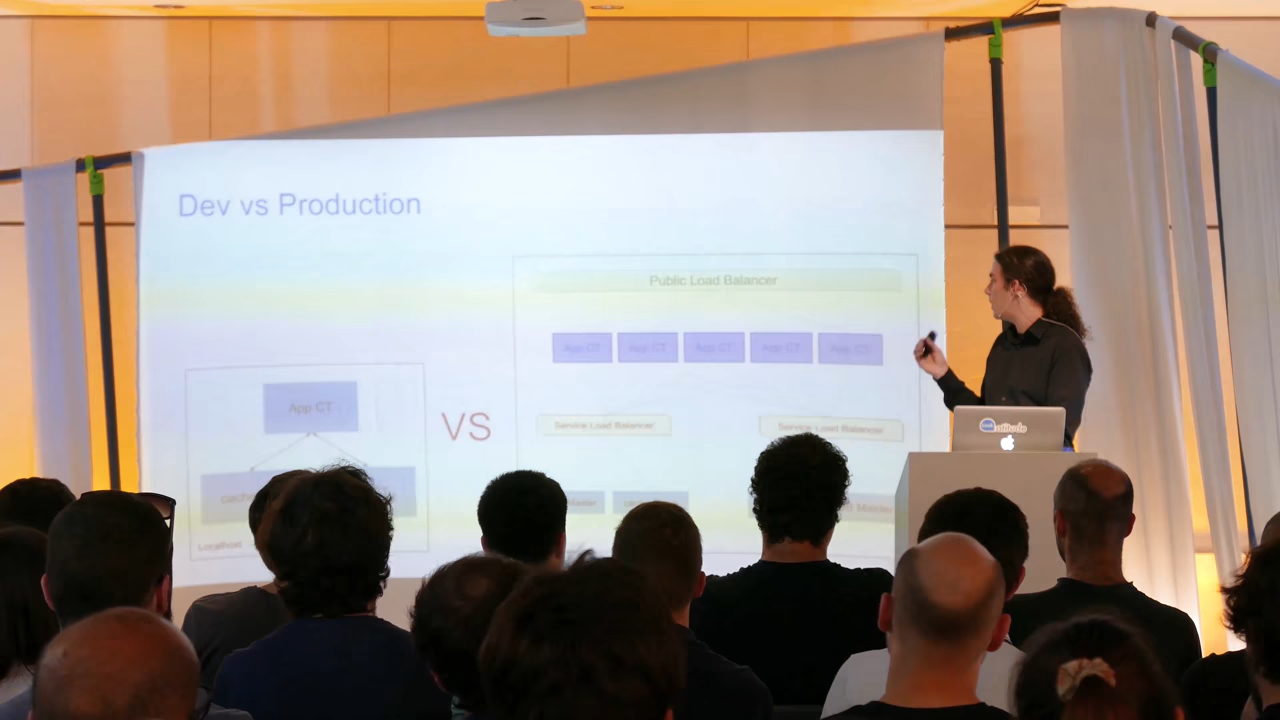 Dev vs Production
Public Load Balancer
App CT App CT App CT App CT App CT
App CT
VS
Service Load Balancer Service Load Balancer
Localhost